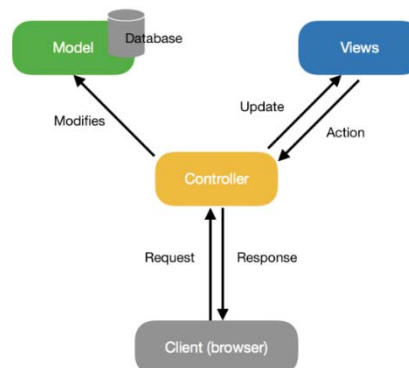 Database
Model
Views
Update
Modifies
Action
Controller
Request
Response
Client (browser)